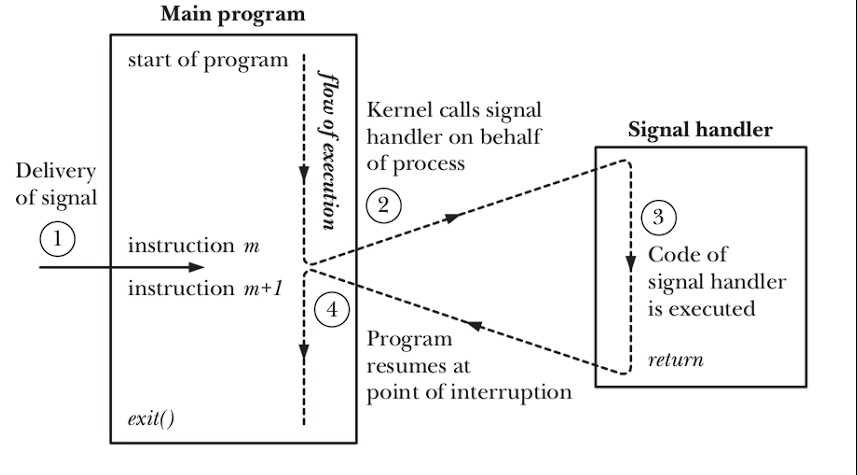 Main program
start of program
flow of execution
Kernel calls signal
handler on behalf
of process
Signal handler
Delivery
of signal
1
2
3
instruction m
instruction m+1
Code of
signal handler
is executed
4
Program
resumes at
point of interruption
return
exit()